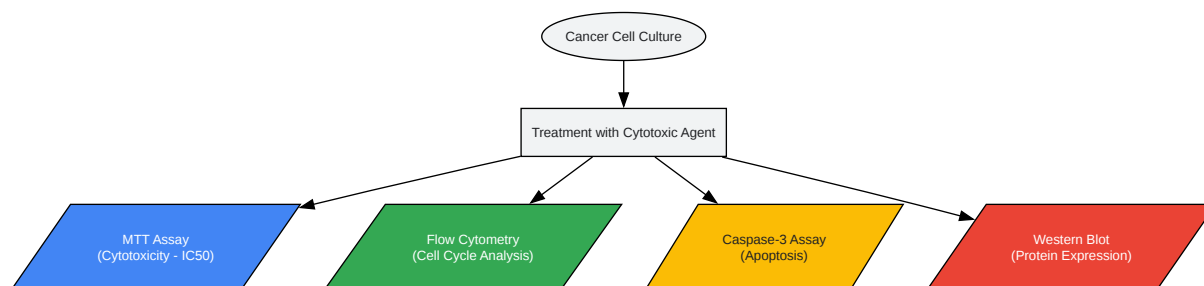 Cancer Cell Culture
Treatment with Cytotoxic Agent
MTT Assay
(Cytotoxicity - IC50)
Flow Cytometry
(Cell Cycle Analysis)
Caspase-3 Assay
(Apoptosis)
Western Blot
(Protein Expression)